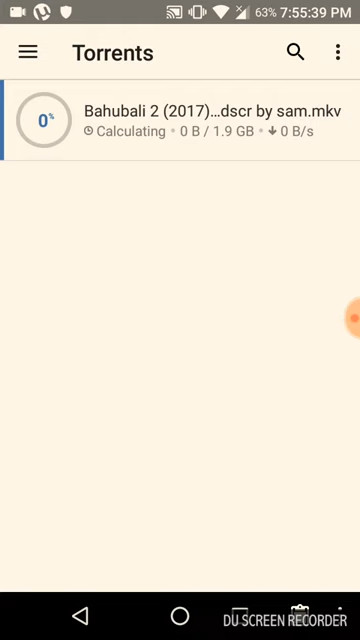 63% 7:55:39 PM
Torrents
0%
Bahubali 2 (2017)...dscr by sam.mkv
Calculating • 0 B / 1.9 GB • 0 B/s
DU SCREEN RECORDER